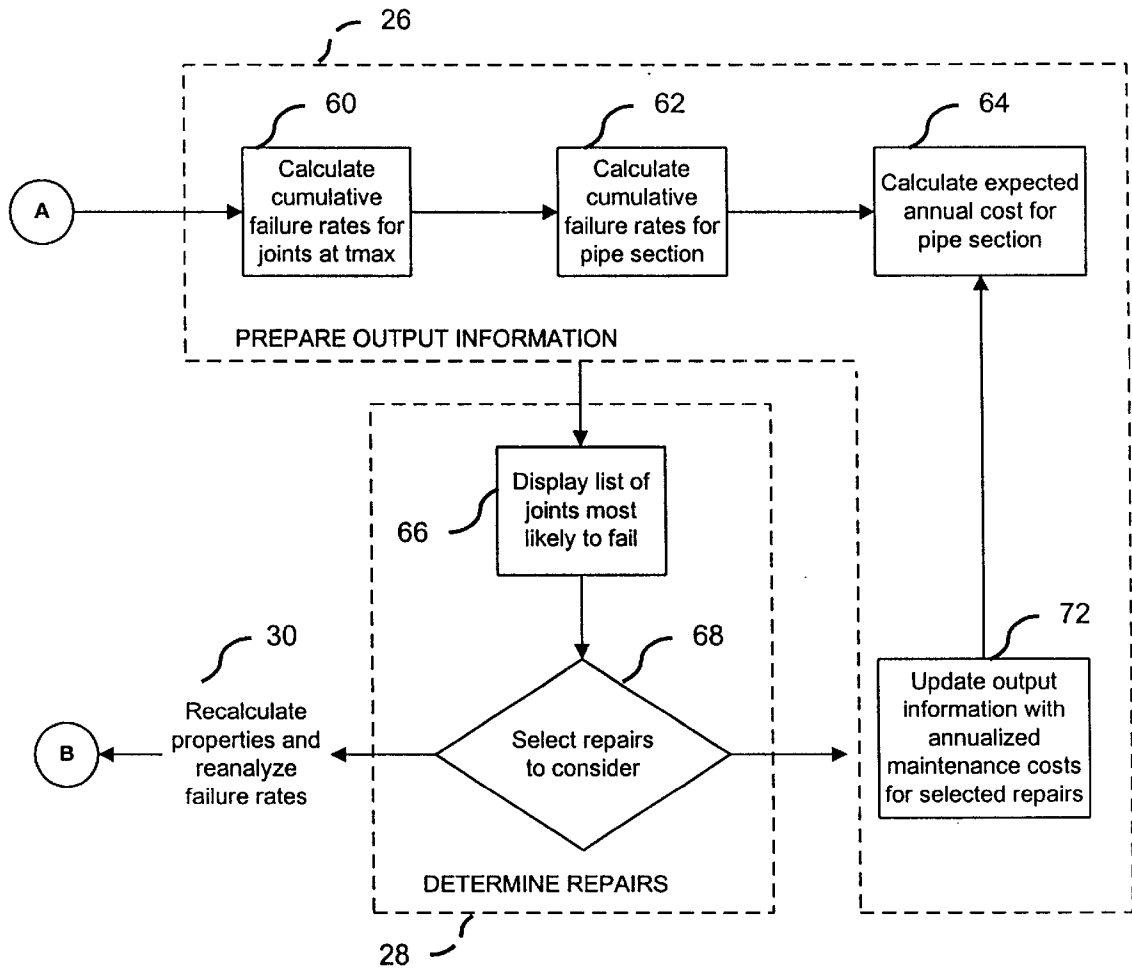 26
60
62
64
A
Calculate
cumulative
failure rates for
joints at tmax
Calculate
cumulative
failure rates for
pipe section
Calculate expected
annual cost for
pipe section
PREPARE OUTPUT INFORMATION
Display list of
joints most
likely to fail
66
30
68
72
B
Recalculate
properties and
reanalyze
failure rates
Select repairs
to consider
Update output
information with
annualized
maintenance costs
for selected repairs
DETERMINE REPAIRS
28